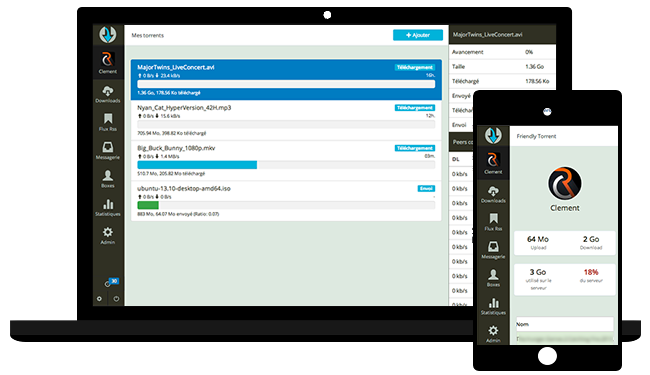 Mes torrents
+ Ajouter
Clement
Downloads
Flux Rss
Messagerie
Boxes
Statistiques
Admin
30
MajorTwins_LiveConcert.avi
Téléchargement
0 B/s 23.4 kB/s
16h.
1.36 Go, 178.56 Ko téléchargé
Nyan_Cat_HyperVersion_42H.mp3
Téléchargement
0 B/s 15.6 kB/s
12h.
705.94 Mo, 398.82 Ko téléchargé
Big_Buck_Bunny_1080p.mkv
Téléchargement
0 B/s 1.4 MB/s
03m.
510.7 Mo, 205.82 Mo téléchargé
ubuntu-13.10-desktop-amd64.iso
Envoi
0 B/s 0 B/s
-
883 Mo, 64.07 Mo envoyé (Ratio: 0.07)
MajorTwins_LiveConcert.avi
Avancement 0%
Taille 1.36 Go
Téléchargé 178.56 Ko
Envoyé
Télécha
Envoi
Peers co
DL
0 kb/s
0 kb/s
0 kb/s
0 kb/s
0 kb/s
0 kb/s
0 kb/s
0 kb/s
0 kb/s
0 kb/s
Friendly Torrent
Clement
Downloads
Flux Rss
Messagerie
Boxes
Statistiques
Admin
Clement
64 Mo
Upload
2 Go
Download
3 Go
utilisé sur le
serveur
18%
du serveur
Nom